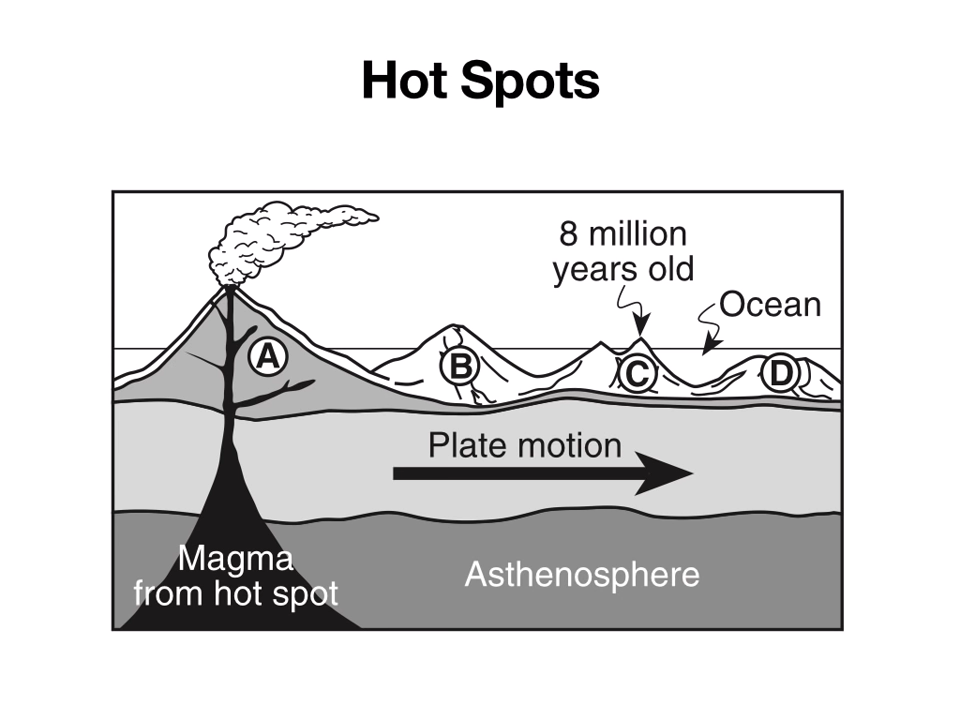 Hot Spots
8 million
years old
Ocean
A
B
C
D
Plate motion
Magma
from hot spot
Asthenosphere